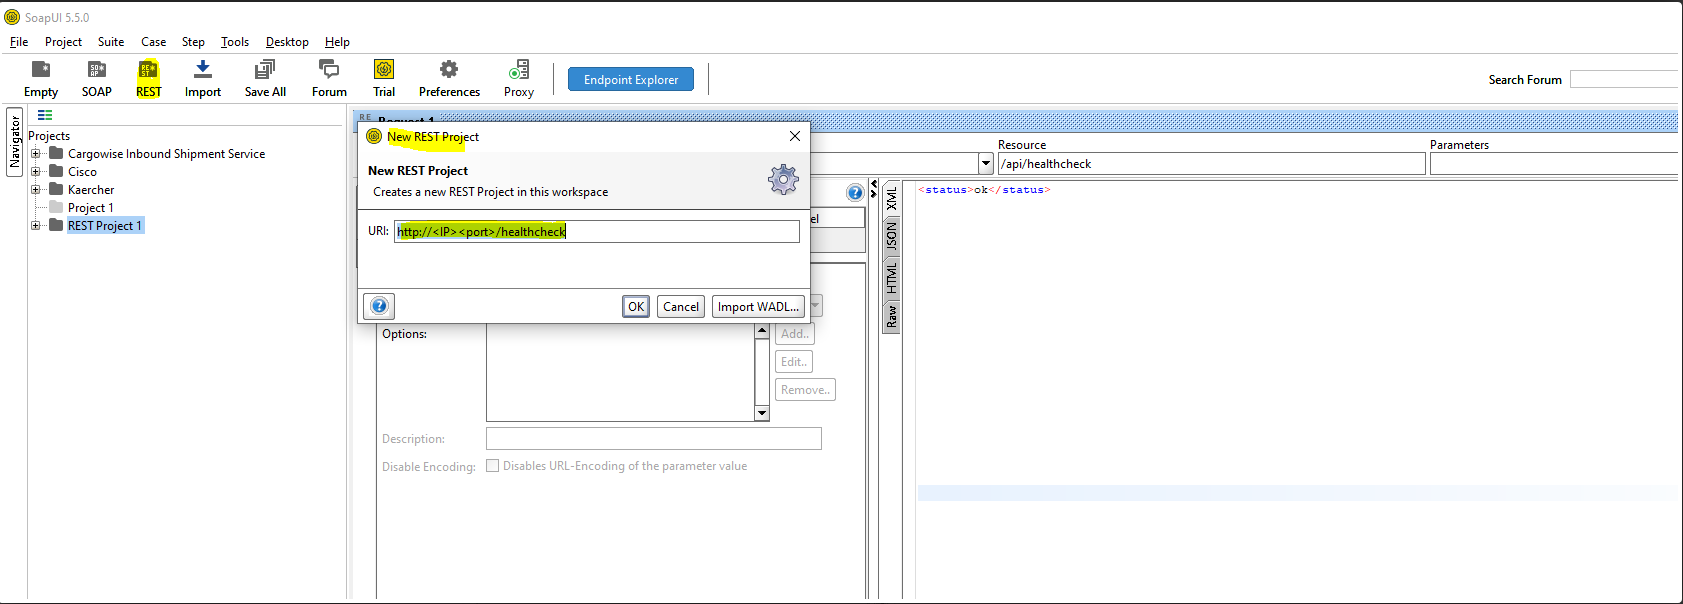 SoapUI 5.5.0
File Project Suite Case Step Tools Desktop Help
Empty SOAP REST Import Save All Forum Trial Preferences Proxy Endpoint Explorer Search Forum
Navigator
Projects
Cargowise Inbound Shipment Service
Cisco
Kaercher
Project 1
REST Project 1
RE Request 1
New REST Project
New REST Project
Creates a new REST Project in this workspace
URI: http://<IP><port>/healthcheck
OK Cancel Import WADL...
Resource Parameters
/api/healthcheck
el
Options:
Add..
Edit..
Remove..
Description:
Disable Encoding: Disables URL-Encoding of the parameter value
XML
JSON
HTML
Raw
<status>ok</status>